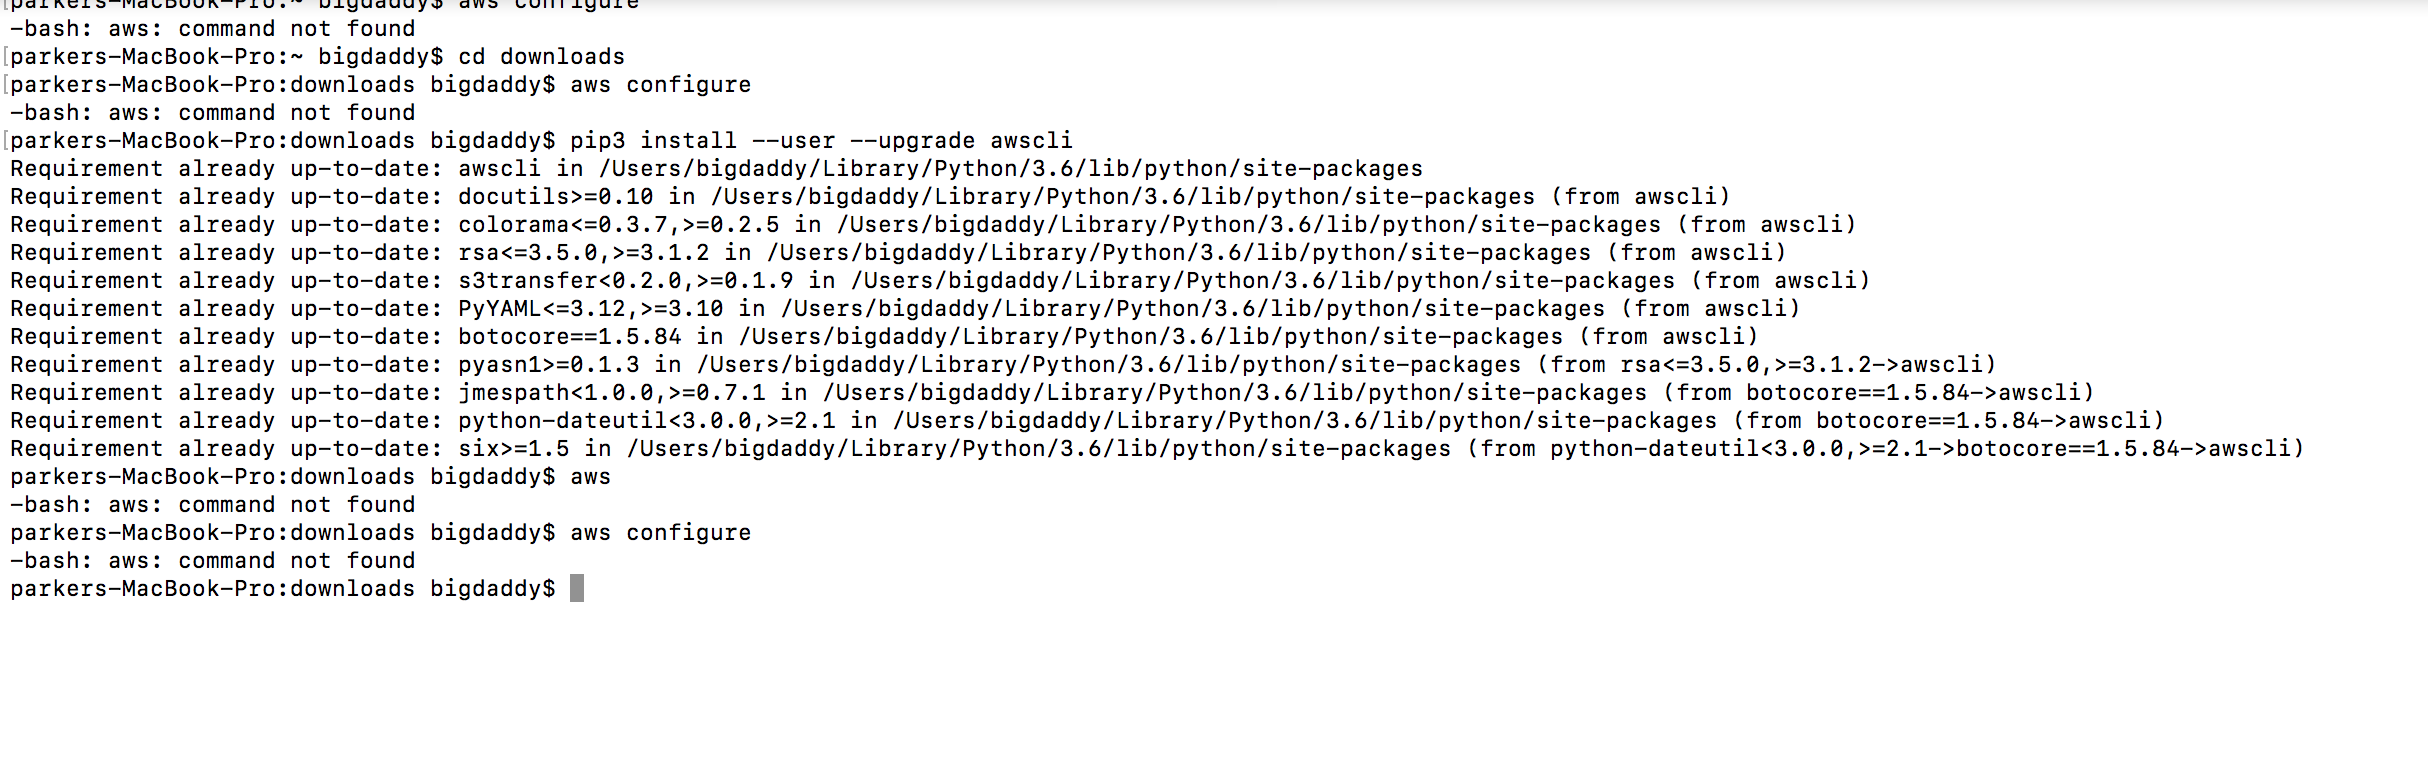 [parkers-MacBook-Pro:~ bigdaddy$ aws configure
-bash: aws: command not found
[parkers-MacBook-Pro:~ bigdaddy$ cd downloads
[parkers-MacBook-Pro:downloads bigdaddy$ aws configure
-bash: aws: command not found
[parkers-MacBook-Pro:downloads bigdaddy$ pip3 install --user --upgrade awscli
Requirement already up-to-date: awscli in /Users/bigdaddy/Library/Python/3.6/lib/python/site-packages
Requirement already up-to-date: docutils>=0.10 in /Users/bigdaddy/Library/Python/3.6/lib/python/site-packages (from awscli)
Requirement already up-to-date: colorama<=0.3.7,>=0.2.5 in /Users/bigdaddy/Library/Python/3.6/lib/python/site-packages (from awscli)
Requirement already up-to-date: rsa<=3.5.0,>=3.1.2 in /Users/bigdaddy/Library/Python/3.6/lib/python/site-packages (from awscli)
Requirement already up-to-date: s3transfer<0.2.0,>=0.1.9 in /Users/bigdaddy/Library/Python/3.6/lib/python/site-packages (from awscli)
Requirement already up-to-date: PyYAML<=3.12,>=3.10 in /Users/bigdaddy/Library/Python/3.6/lib/python/site-packages (from awscli)
Requirement already up-to-date: botocore==1.5.84 in /Users/bigdaddy/Library/Python/3.6/lib/python/site-packages (from awscli)
Requirement already up-to-date: pyasn1>=0.1.3 in /Users/bigdaddy/Library/Python/3.6/lib/python/site-packages (from rsa<=3.5.0,>=3.1.2->awscli)
Requirement already up-to-date: jmespath<1.0.0,>=0.7.1 in /Users/bigdaddy/Library/Python/3.6/lib/python/site-packages (from botocore==1.5.84->awscli)
Requirement already up-to-date: python-dateutil<3.0.0,>=2.1 in /Users/bigdaddy/Library/Python/3.6/lib/python/site-packages (from botocore==1.5.84->awscli)
Requirement already up-to-date: six>=1.5 in /Users/bigdaddy/Library/Python/3.6/lib/python/site-packages (from python-dateutil<3.0.0,>=2.1->botocore==1.5.84->awscli)
parkers-MacBook-Pro:downloads bigdaddy$ aws
-bash: aws: command not found
parkers-MacBook-Pro:downloads bigdaddy$ aws configure
-bash: aws: command not found
parkers-MacBook-Pro:downloads bigdaddy$